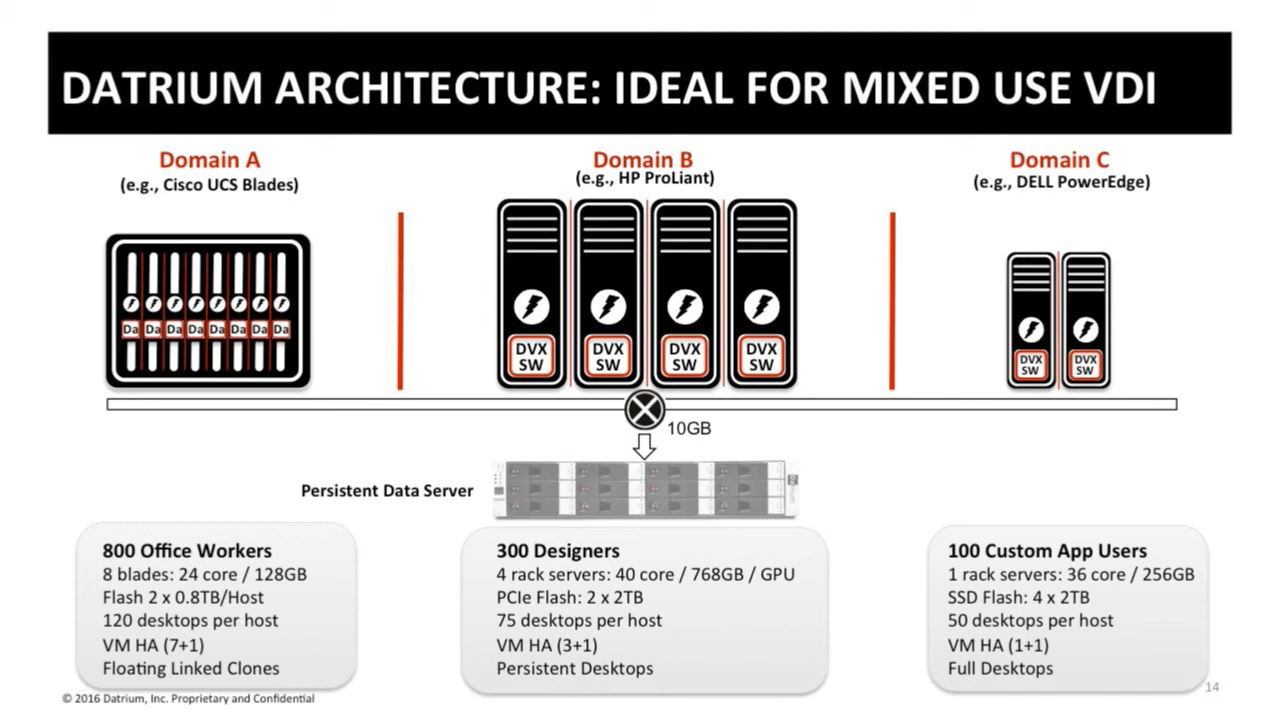 DATRIUM ARCHITECTURE: IDEAL FOR MIXED USE VDI
Domain A
(e.g., Cisco UCS Blades)
Domain B
(e.g., HP ProLiant)
Domain C
(e.g., DELL PowerEdge)
Da Da Da Da Da Da Da Da
DVX SW
DVX SW
DVX SW
DVX SW
DVX SW
DVX SW
10GB
Persistent Data Server
800 Office Workers
8 blades: 24 core / 128GB
Flash 2 x 0.8TB/Host
120 desktops per host
VM HA (7+1)
Floating Linked Clones
300 Designers
4 rack servers: 40 core / 768GB / GPU
PCIe Flash: 2 x 2TB
75 desktops per host
VM HA (3+1)
Persistent Desktops
100 Custom App Users
1 rack servers: 36 core / 256GB
SSD Flash: 4 x 2TB
50 desktops per host
VM HA (1+1)
Full Desktops
© 2016 Datrium, Inc. Proprietary and Confidential
14